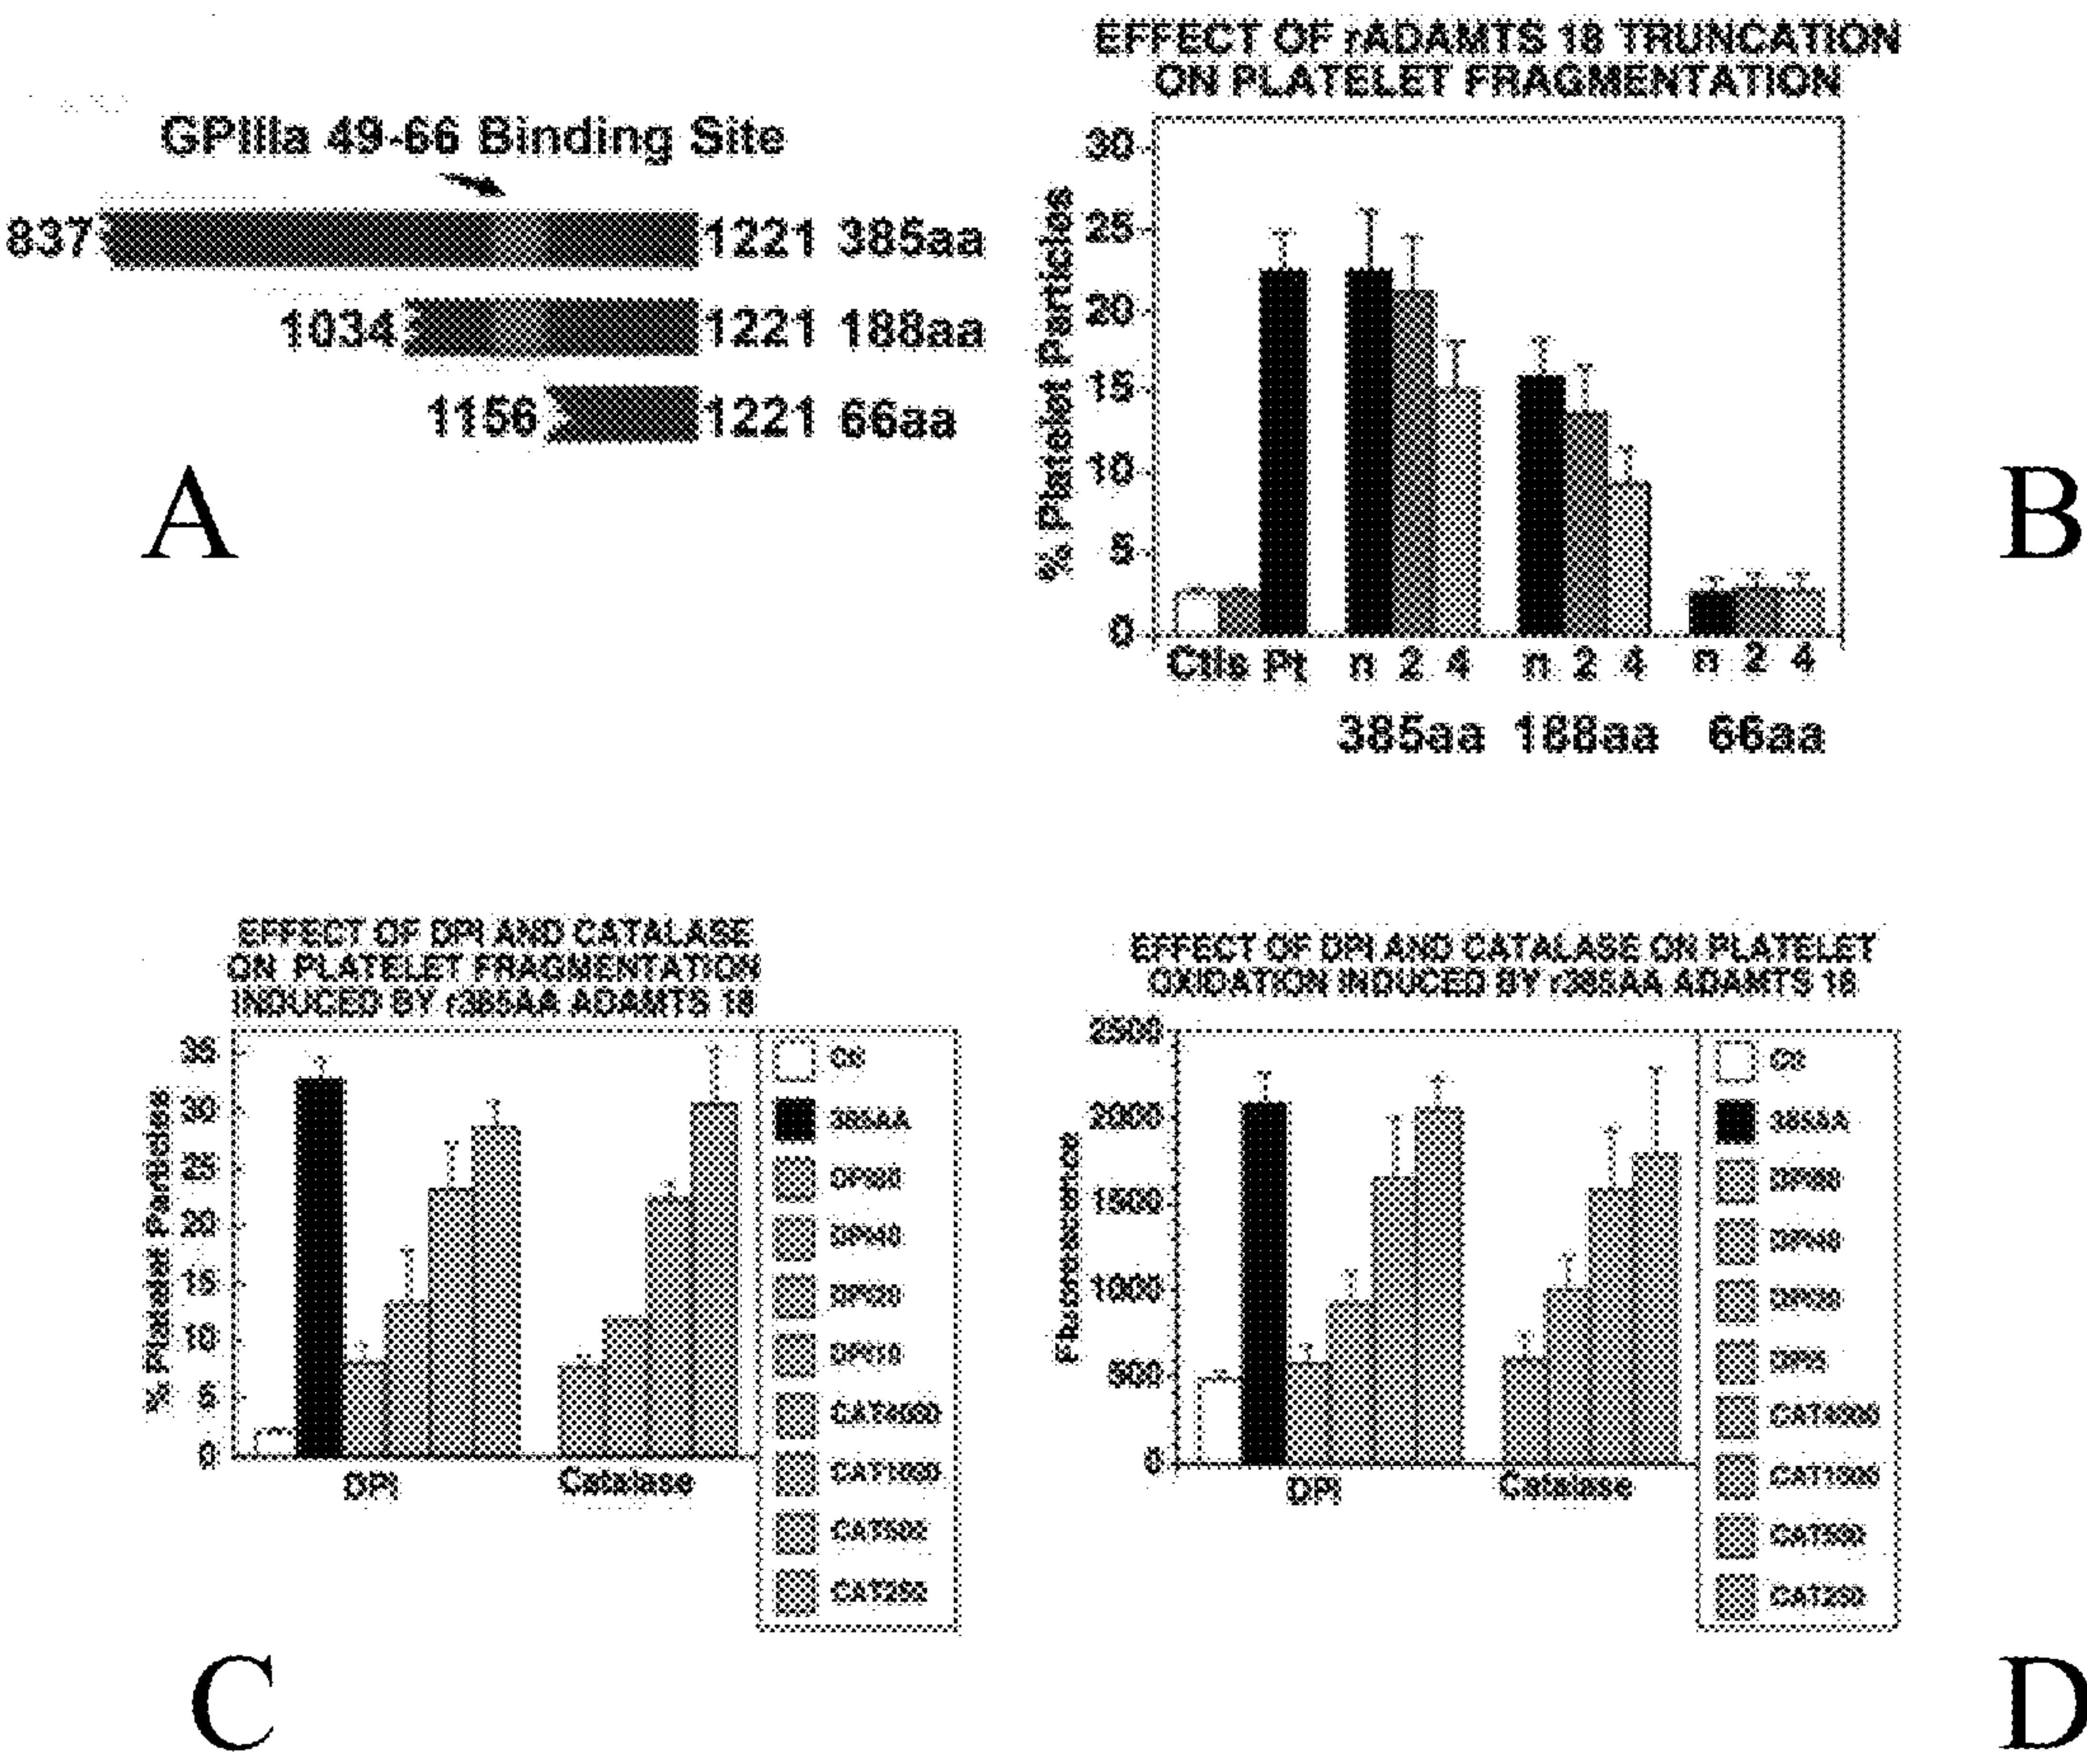 GPIIIa 49-66 Binding Site
837 1221 385aa
1034 1221 188aa
1156 1221 66aa
A
EFFECT OF rADAMTS 18 TRUNCATION
ON PLATELET FRAGMENTATION
% Platelet Particles
30
25
20
15
10
5
0
Ctls Pt n 2 4 n 2 4 n 2 4
385aa 188aa 66aa
B
EFFECT OF DPI AND CATALASE
ON PLATELET FRAGMENTATION
INDUCED BY r385AA ADAMTS 18
% Platelet Particles
35
30
25
20
15
10
5
0
DPI Catalase
385AA
DPI40
DPI20
DPI10
CAT4000
CAT1000
CAT500
CAT250
C
EFFECT OF DPI AND CATALASE ON PLATELET
OXIDATION INDUCED BY r385AA ADAMTS 18
Fluorescence
2500
2000
1500
1000
500
0
DPI Catalase
385AA
DPI40
DPI20
CAT4000
CAT500
CAT250
D